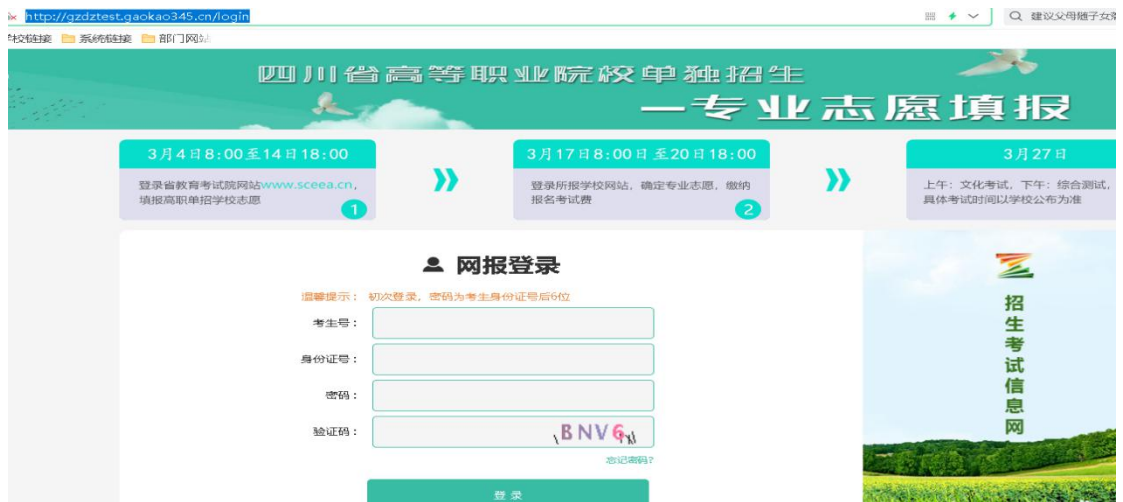 http://gzdztest.gaokao345.cn/login
建议父母随子女
系统链接
部门网站
四川省高等职业院校单独招生
—专业志愿填报
3月4日8:00至14日18:00
登录省教育考试院网站www.sceea.cn,
填报高职单招学校志愿
1
3月17日8:00日至20日18:00
登录所报学校网站，确定专业志愿，缴纳
报名考试费
2
3月27日
上午：文化考试，下午：综合测试，
具体考试时间以学校公布为准
网报登录
温馨提示： 初次登录，密码为考生身份证号后6位
考生号：
身份证号：
密码：
验证码：
BNV6
忘记密码?
登 录
招生考试信息网